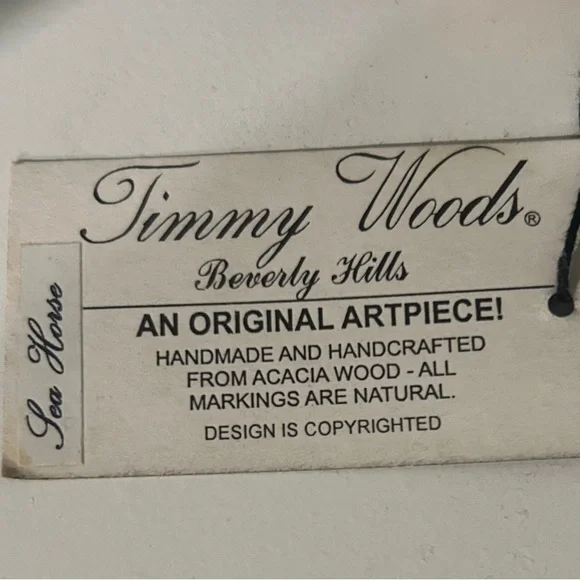 Timmy Woods®
Beverly Hills
Sea Horse
AN ORIGINAL ARTPIECE!
HANDMADE AND HANDCRAFTED
FROM ACACIA WOOD - ALL
MARKINGS ARE NATURAL.
DESIGN IS COPYRIGHTED